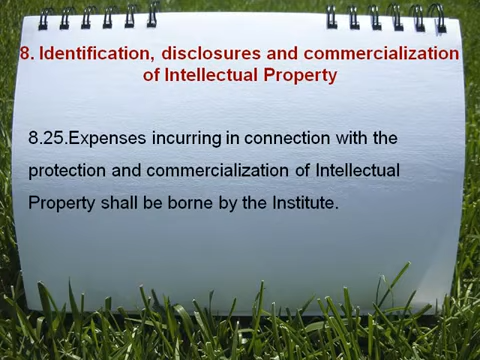 8. Identification, disclosures and commercialization
of Intellectual Property
8.25.Expenses incurring in connection with the
protection and commercialization of Intellectual
Property shall be borne by the Institute.